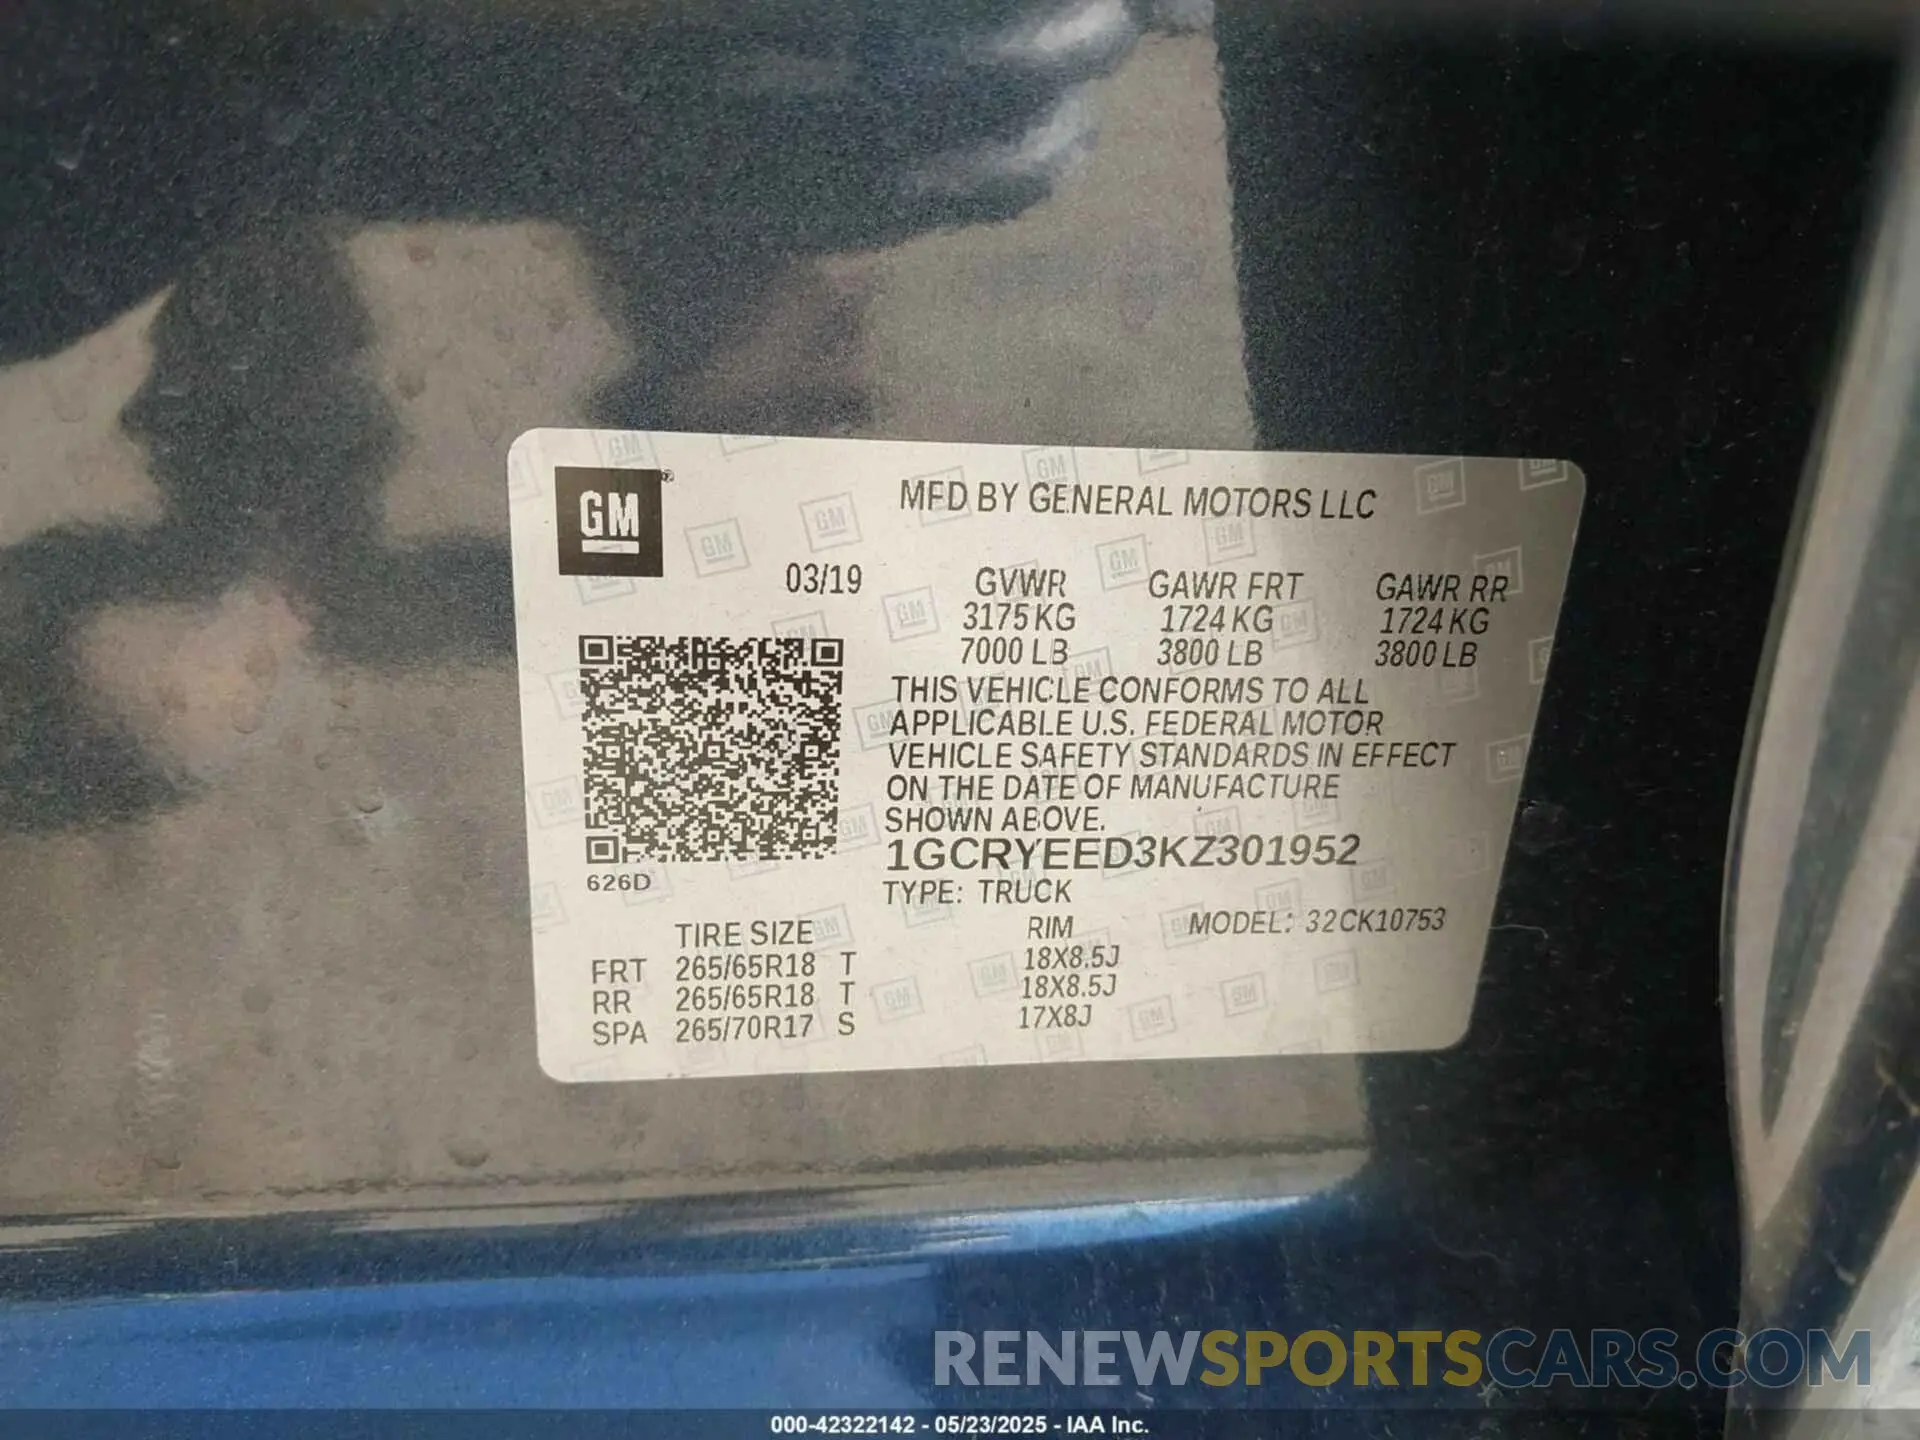 GM®
MFD BY GENERAL MOTORS LLC
03/19 GVWR GAWR FRT GAWR RR
3175 KG 1724 KG 1724 KG
7000 LB 3800 LB 3800 LB
THIS VEHICLE CONFORMS TO ALL
APPLICABLE U.S. FEDERAL MOTOR
VEHICLE SAFETY STANDARDS IN EFFECT
ON THE DATE OF MANUFACTURE
SHOWN ABOVE.
1GCRYEED3KZ301952
626D
TYPE: TRUCK
TIRE SIZE RIM MODEL: 32CK10753
FRT 265/65R18 T 18X8.5J
RR 265/65R18 T 18X8.5J
SPA 265/70R17 S 17X8J
RENEWSPORTSCARS.COM
000-42322142 - 05/23/2025 - IAA Inc.